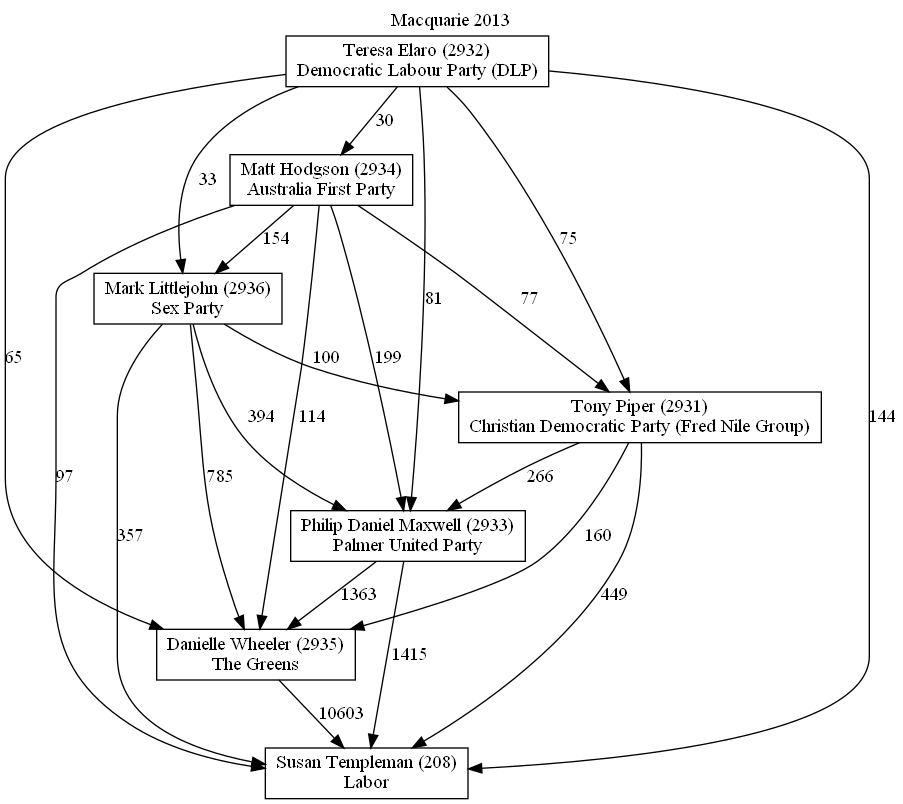 Macquarie 2013
Teresa Elaro (2932)
Democratic Labour Party (DLP)
30
Matt Hodgson (2934)
Australia First Party
33
154
75
Mark Littlejohn (2936)
Sex Party
81
77
65
100
199
Tony Piper (2931)
Christian Democratic Party (Fred Nile Group)
394
114
144
97
785
266
Philip Daniel Maxwell (2933)
Palmer United Party
357
160
1363
449
Danielle Wheeler (2935)
The Greens
1415
10603
Susan Templeman (208)
Labor